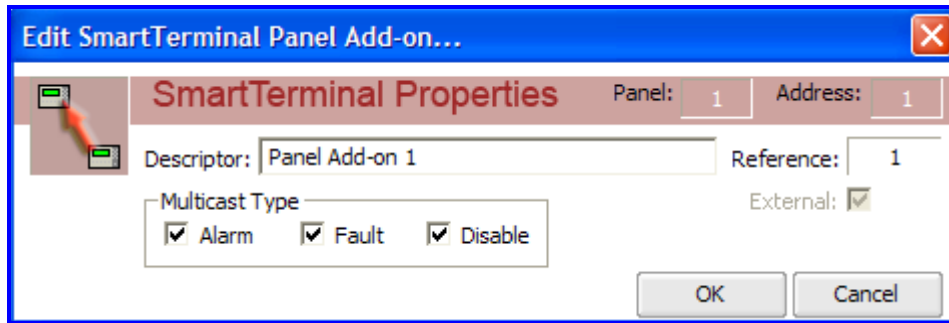 Edit SmartTerminal Panel Add-on...
SmartTerminal Properties Panel: 1 Address: 1
Descriptor: Panel Add-on 1 Reference: 1
Multicast Type External:
Alarm Fault Disable
OK Cancel